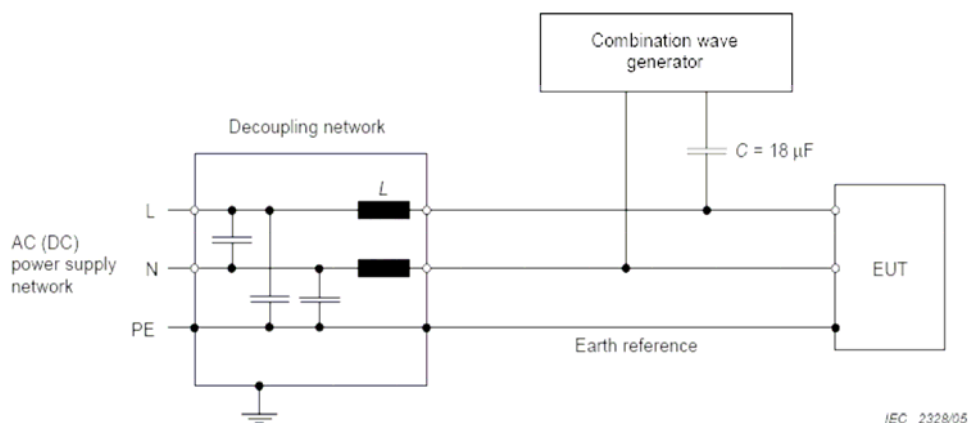 Combination wave
generator
Decoupling network
C = 18 μF
L
L
AC (DC)
power supply
network
N
EUT
PE
Earth reference
IEC 2328/05